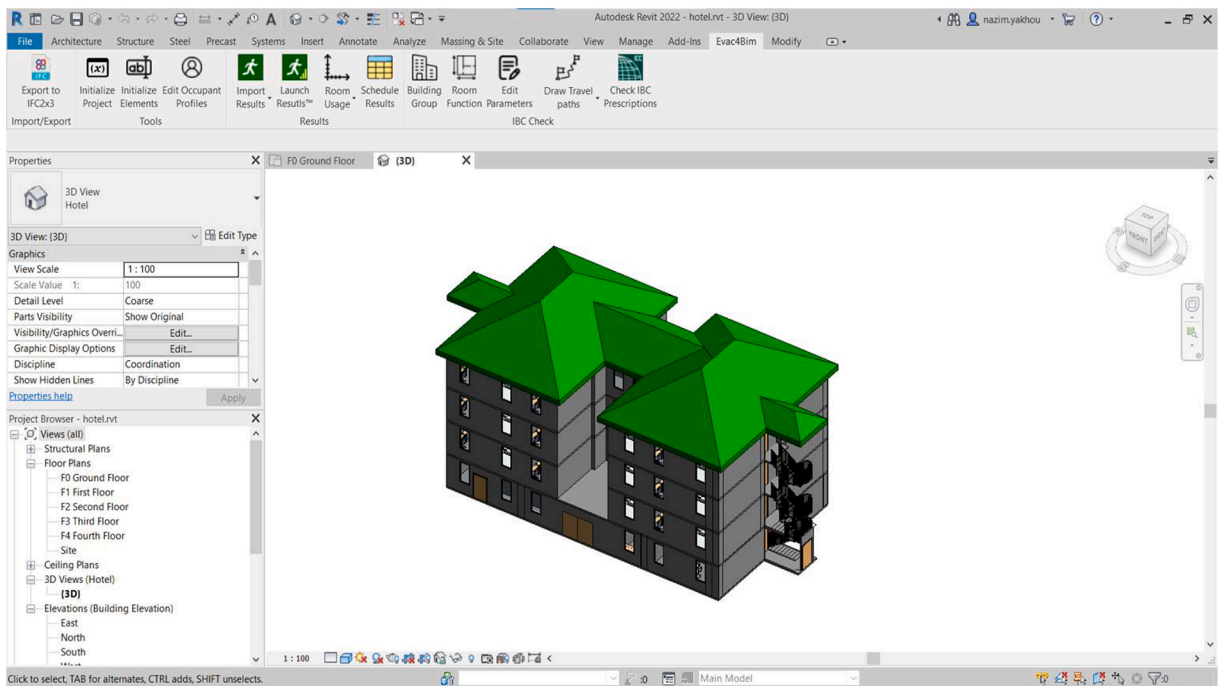 Autodesk Revit 2022 - hotel.rvt - 3D View: {3D}
nazim.yakhou
File Architecture Structure Steel Precast Systems Insert Annotate Analyze Massing & Site Collaborate View Manage Add-Ins Evac4Bim Modify
Export to IFC2x3
Initialize Project
Initialize Elements
Edit Occupant Profiles
Import Results
Launch Resutls™
Room Usage
Schedule Results
Building Group
Room Function
Edit Parameters
Draw Travel paths
Check IBC Prescriptions
Import/Export Tools Results IBC Check
Properties
F0 Ground Floor
{3D}
3D View
Hotel
3D View: {3D} Edit Type
Graphics
View Scale 1 : 100
Scale Value 1: 100
Detail Level Coarse
Parts Visibility Show Original
Visibility/Graphics Overri... Edit...
Graphic Display Options Edit...
Discipline Coordination
Show Hidden Lines By Discipline
Properties help Apply
Project Browser - hotel.rvt
Views (all)
Structural Plans
Floor Plans
F0 Ground Floor
F1 First Floor
F2 Second Floor
F3 Third Floor
F4 Fourth Floor
Site
Ceiling Plans
3D Views (Hotel)
{3D}
Elevations (Building Elevation)
East
North
South
TOP
FRONT
1 : 100
Click to select, TAB for alternates, CTRL adds, SHIFT unselects.
:0
Main Model
:0